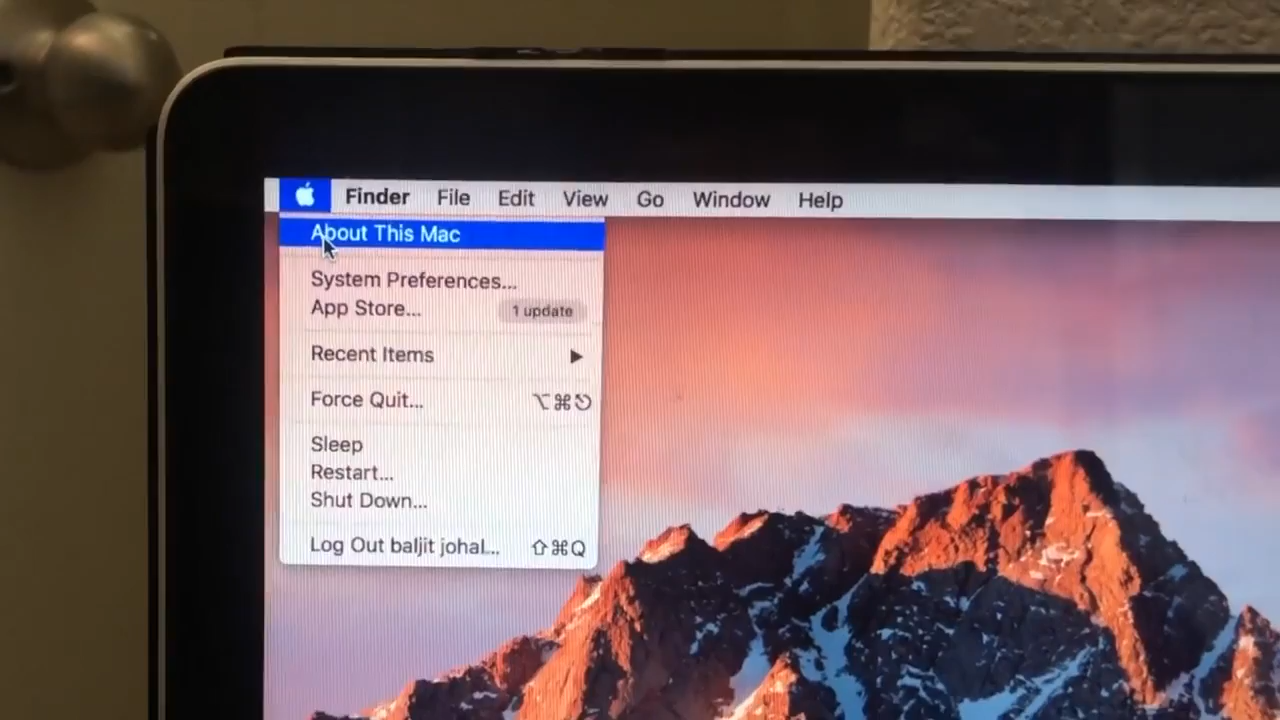 Finder File Edit View Go Window Help
About This Mac
System Preferences...
App Store... 1 update
Recent Items ▶
Force Quit... ⌥⌘⎋
Sleep
Restart...
Shut Down...
Log Out baljit johal... ⇧⌘Q